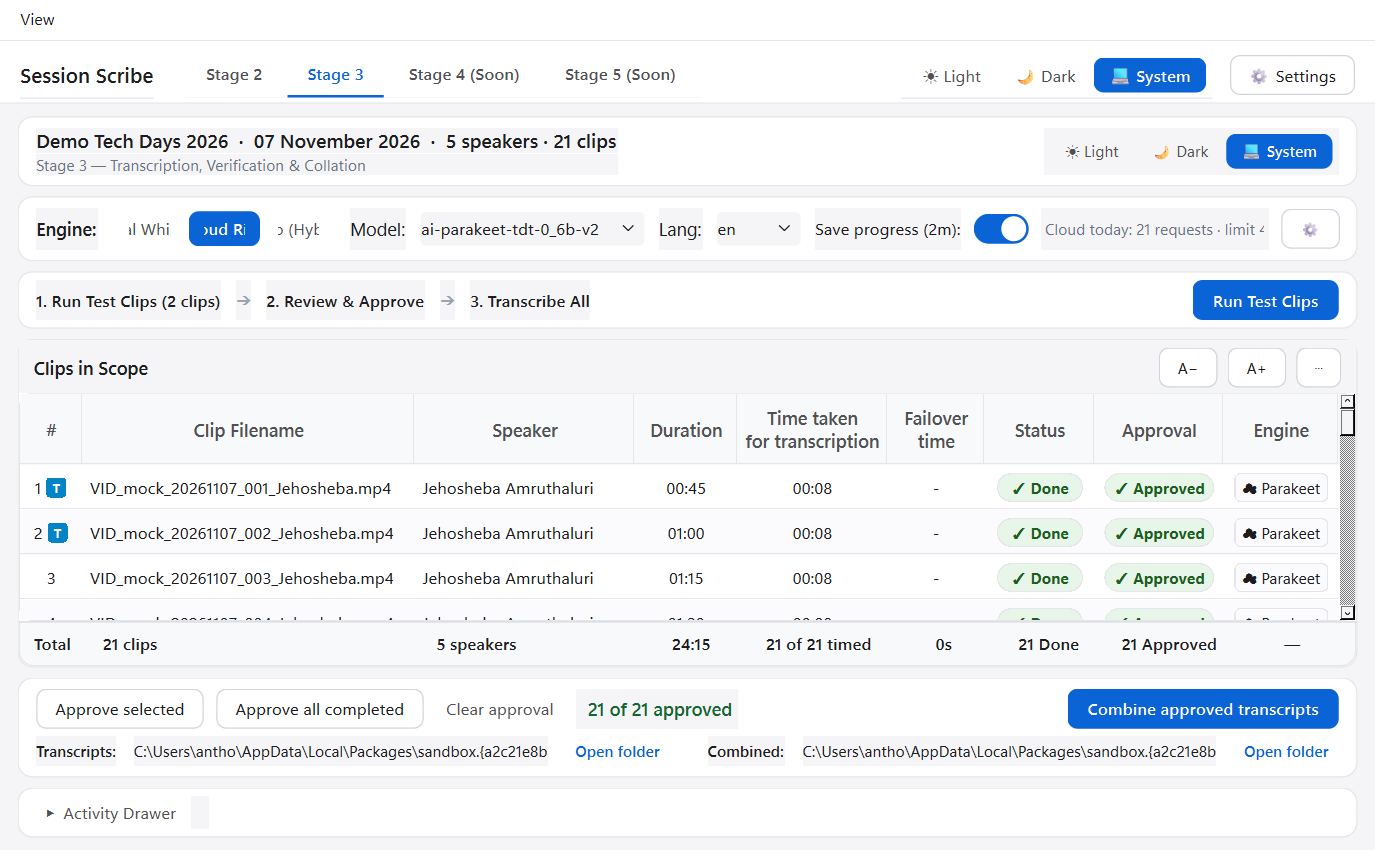 View
Session Scribe Stage 2 Stage 3 Stage 4 (Soon) Stage 5 (Soon) Light Dark System Settings
Demo Tech Days 2026 · 07 November 2026 · 5 speakers · 21 clips
Stage 3 — Transcription, Verification & Collation
Light Dark System
Engine: Model: ai-parakeet-tdt-0_6b-v2 Lang: en Save progress (2m): Cloud today: 21 requests · limit
1. Run Test Clips (2 clips) → 2. Review & Approve → 3. Transcribe All Run Test Clips
Clips in Scope A− A+ ...
# Clip Filename Speaker Duration Time taken for transcription Failover time Status Approval Engine
1 T VID_mock_20261107_001_Jehosheba.mp4 Jehosheba Amruthaluri 00:45 00:08 - ✓ Done ✓ Approved Parakeet
2 T VID_mock_20261107_002_Jehosheba.mp4 Jehosheba Amruthaluri 01:00 00:08 - ✓ Done ✓ Approved Parakeet
3 VID_mock_20261107_003_Jehosheba.mp4 Jehosheba Amruthaluri 01:15 00:08 - ✓ Done ✓ Approved Parakeet
Total 21 clips 5 speakers 24:15 21 of 21 timed 0s 21 Done 21 Approved —
Approve selected Approve all completed Clear approval 21 of 21 approved Combine approved transcripts
Transcripts: C:\Users\antho\AppData\Local\Packages\sandbox.{a2c21e8b Open folder Combined: C:\Users\antho\AppData\Local\Packages\sandbox.{a2c21e8b Open folder
▸ Activity Drawer